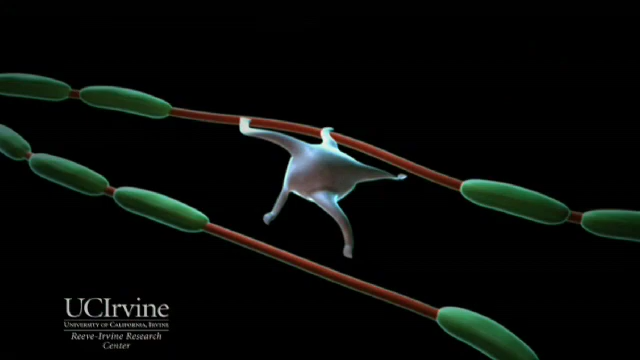 UCIrvine
University of California, Irvine
Reeve-Irvine Research
Center